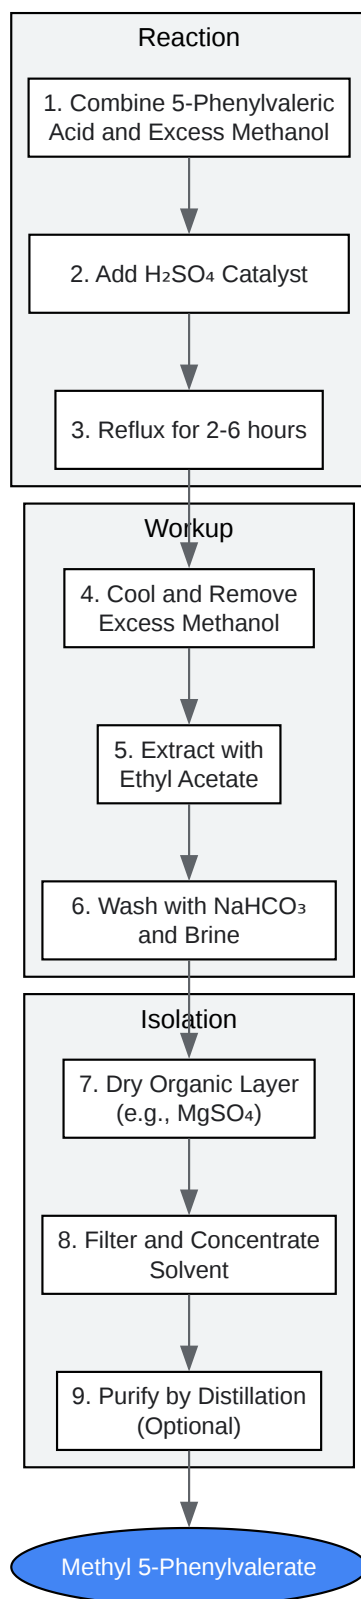 Reaction
1. Combine 5-Phenylvaleric
Acid and Excess Methanol
2. Add H₂SO₄ Catalyst
3. Reflux for 2-6 hours
Workup
4. Cool and Remove
Excess Methanol
5. Extract with
Ethyl Acetate
6. Wash with NaHCO₃
and Brine
Isolation
7. Dry Organic Layer
(e.g., MgSO₄)
8. Filter and Concentrate
Solvent
9. Purify by Distillation
(Optional)
Methyl 5-Phenylvalerate